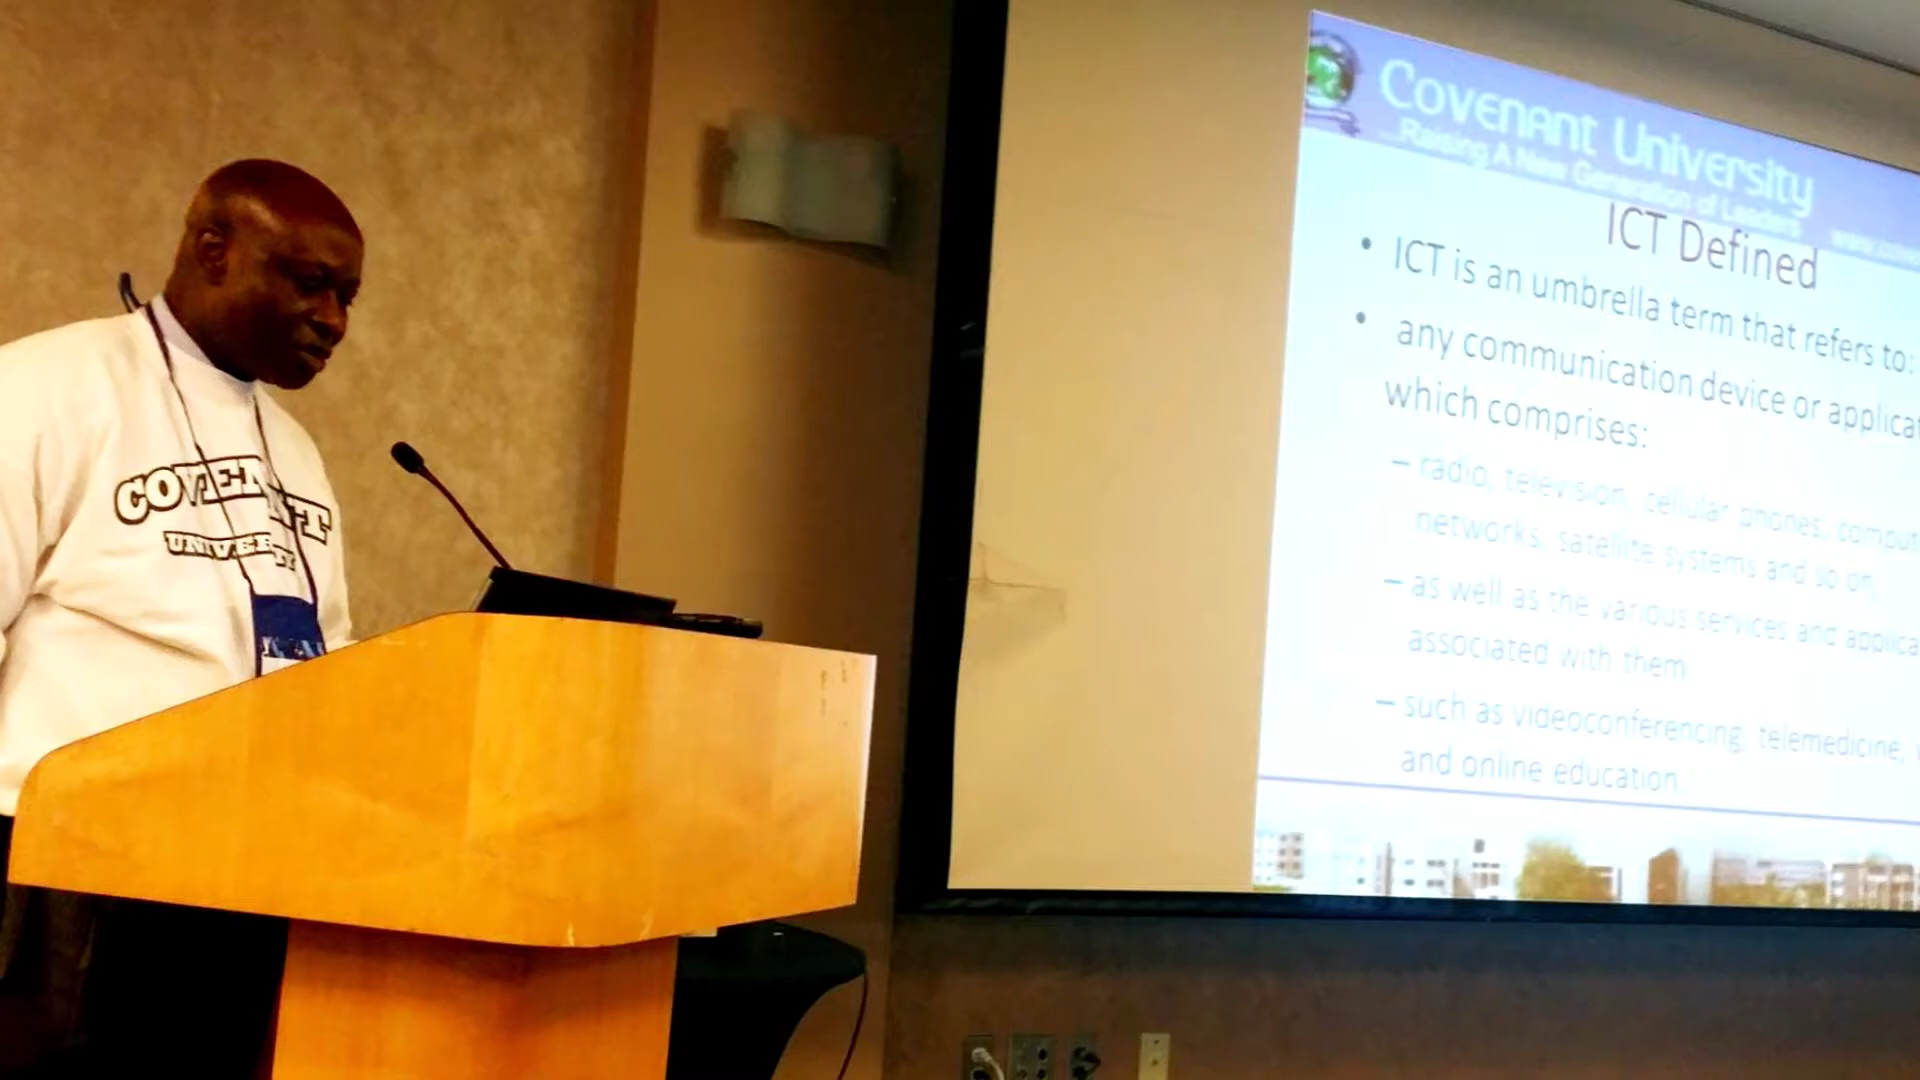 COVENANT
UNIVERSITY
Covenant University
...Raising A New Generation of Leaders
ICT Defined
• ICT is an umbrella term that refers to:
• any communication device or applicat
which comprises:
– radio, television, cellular phones, comput
networks, satellite systems and so on,
– as well as the various services and applica
associated with them
– such as videoconferencing, telemedicine,
and online education.